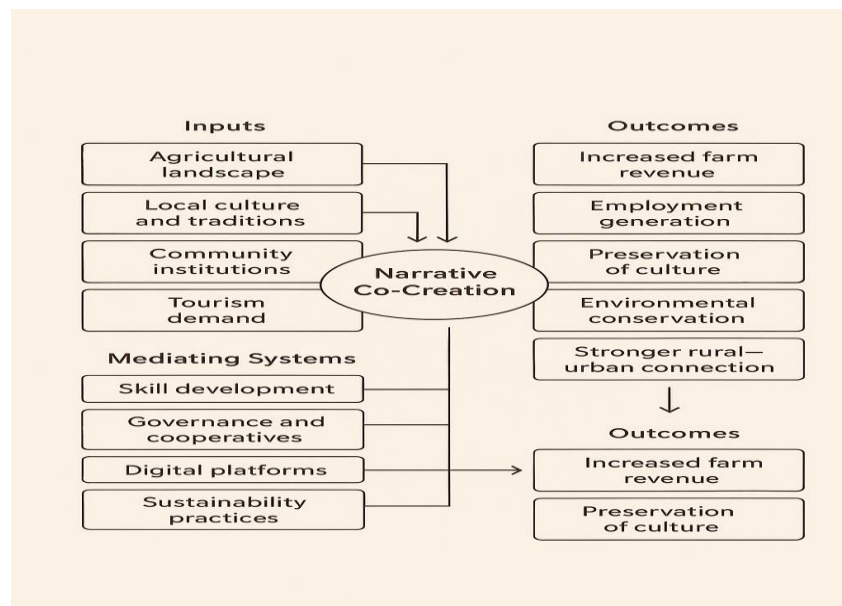 Inputs
Agricultural
landscape
Local culture
and traditions
Community
institutions
Tourism
demand
Mediating Systems
Skill development
Governance and
cooperatives
Digital platforms
Sustainability
practices
Narrative
Co-Creation
Outcomes
Increased farm
revenue
Employment
generation
Preservation
of culture
Environmental
conservation
Stronger rural—
urban connection
Outcomes
Increased farm
revenue
Preservation
of culture